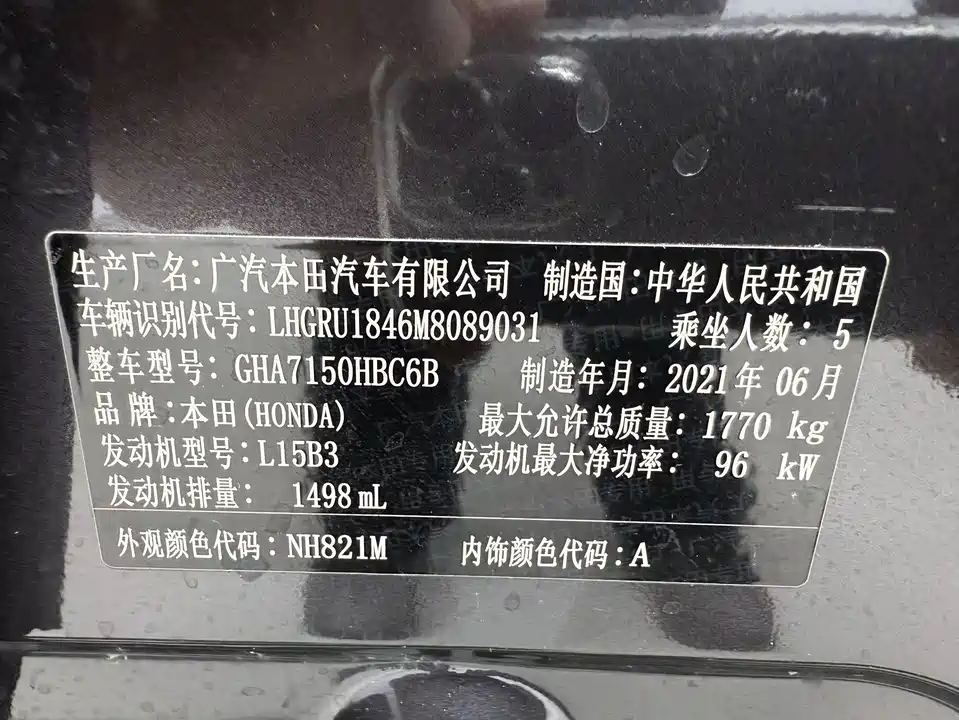 生产厂名：广汽本田汽车有限公司 制造国：中华人民共和国
车辆识别代号：LHGRU1846M8089031 乘坐人数：5
整车型号：GHA7150HBC6B 制造年月：2021年06月
品牌：本田(HONDA) 最大允许总质量：1770 kg
发动机型号：L15B3 发动机最大净功率：96 kW
发动机排量：1498 mL
外观颜色代码：NH821M 内饰颜色代码：A